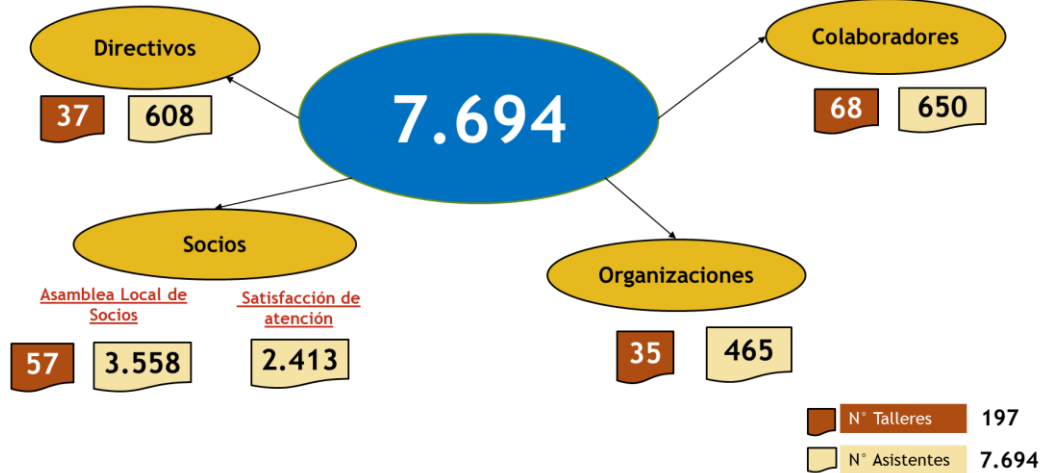 Directivos
37
608
7.694
Colaboradores
68
650
Socios
Asamblea Local de
Socios
57
3.558
Satisfacción de
atención
2.413
Organizaciones
35
465
N° Talleres 197
N° Asistentes 7.694